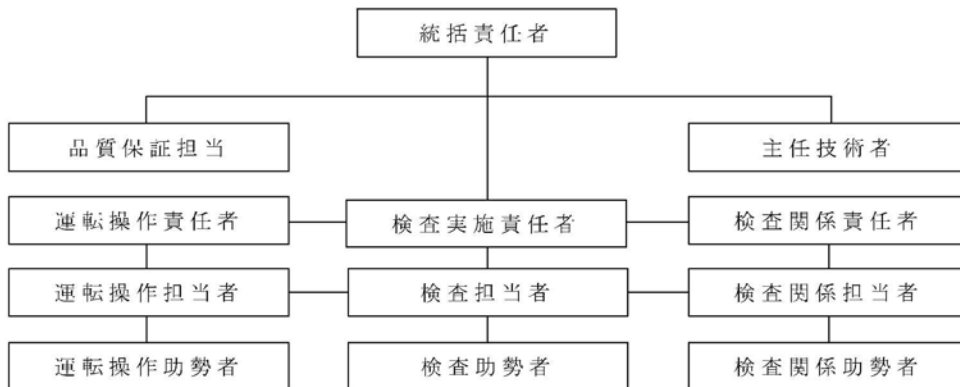 統括責任者
品質保証担当
主任技術者
運転操作責任者
検査実施責任者
検査関係責任者
運転操作担当者
検査担当者
検査関係担当者
運転操作助勢者
検査助勢者
検査関係助勢者